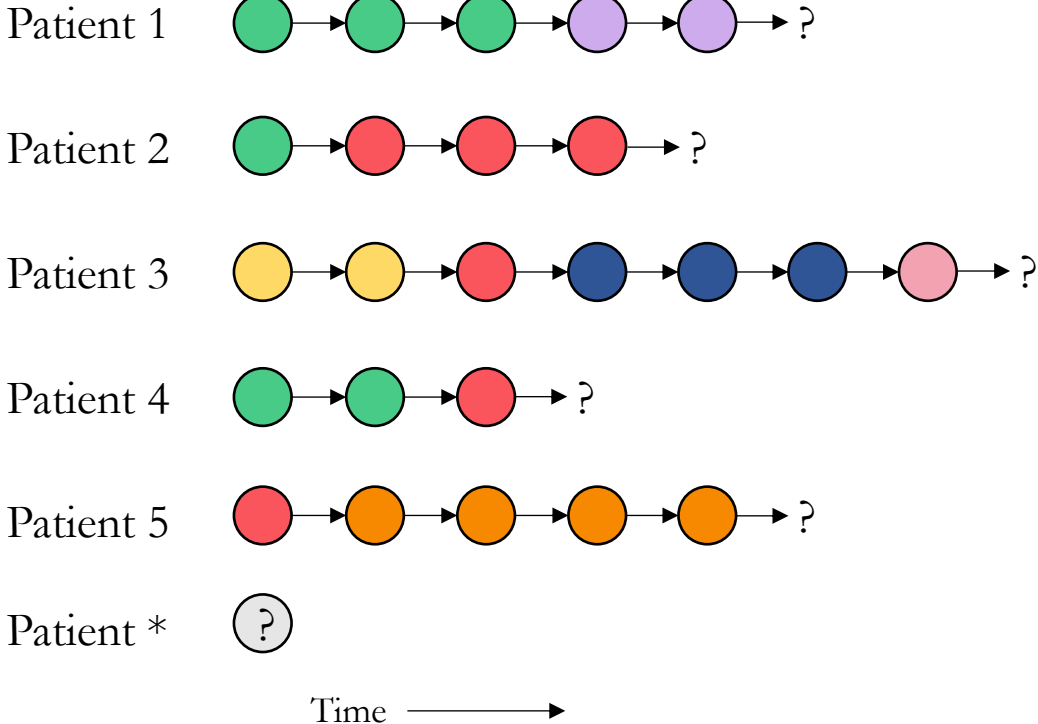 Patient 1 ?
Patient 2 ?
Patient 3 ?
Patient 4 ?
Patient 5 ?
Patient * ?
Time